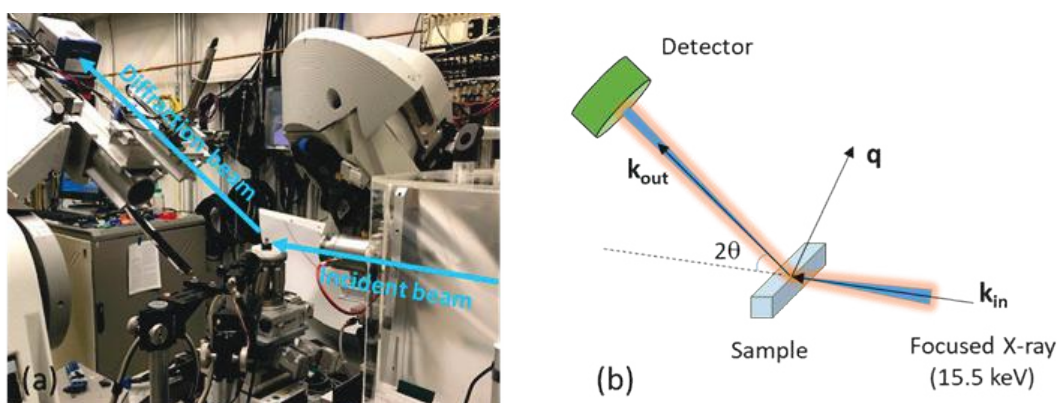 Diffraction beam
Incident beam
(a)
Detector
k_out
q
2θ
k_in
Sample
Focused X-ray
(15.5 keV)
(b)